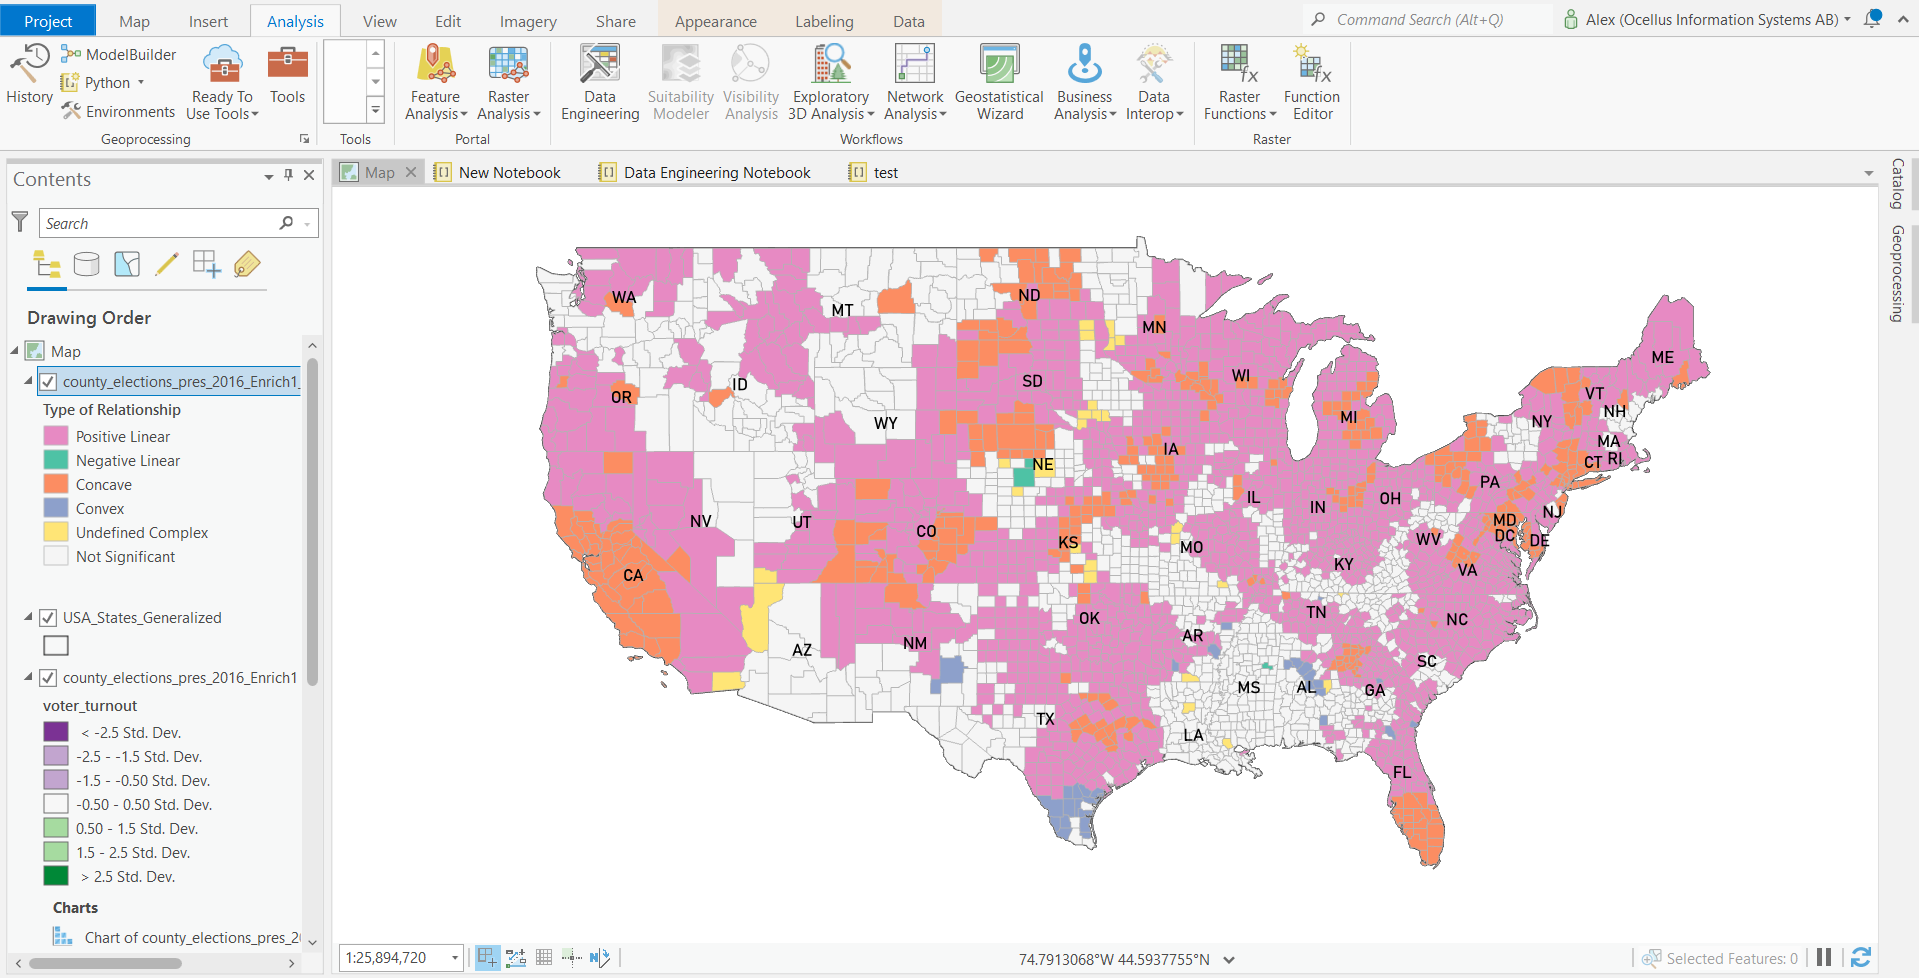 Project Map Insert Analysis View Edit Imagery Share Appearance Labeling Data
Command Search (Alt+Q)
Alex (Ocellus Information Systems AB)
History
ModelBuilder
Python
Environments
Ready To
Use Tools
Tools
Geoprocessing
Tools
Feature
Analysis
Raster
Analysis
Portal
Data
Engineering
Suitability
Modeler
Visibility
Analysis
Exploratory
3D Analysis
Network
Analysis
Geostatistical
Wizard
Business
Analysis
Data
Interop
Workflows
Raster
Functions
Function
Editor
Raster
Contents
Search
Drawing Order
Map
county_elections_pres_2016_Enrich1_
Type of Relationship
Positive Linear
Negative Linear
Concave
Convex
Undefined Complex
Not Significant
USA_States_Generalized
county_elections_pres_2016_Enrich1
voter_turnout
< -2.5 Std. Dev.
-2.5 - -1.5 Std. Dev.
-1.5 - -0.50 Std. Dev.
-0.50 - 0.50 Std. Dev.
0.50 - 1.5 Std. Dev.
1.5 - 2.5 Std. Dev.
> 2.5 Std. Dev.
Charts
Chart of county_elections_pres_2
Map
New Notebook
Data Engineering Notebook
test
Catalog
Geoprocessing
WA
MT
ND
MN
ME
OR
ID
SD
WI
VT
NH
MI
NY
WY
MA
IA
CT RI
NE
PA
IL
OH
IN
NV
UT
CO
NJ
MD
DC
DE
KS
MO
WV
KY
VA
CA
TN
OK
NC
AR
NM
AZ
SC
MS
AL
GA
TX
LA
FL
1:25,894,720
74.7913068°W 44.5937755°N
Selected Features: 0